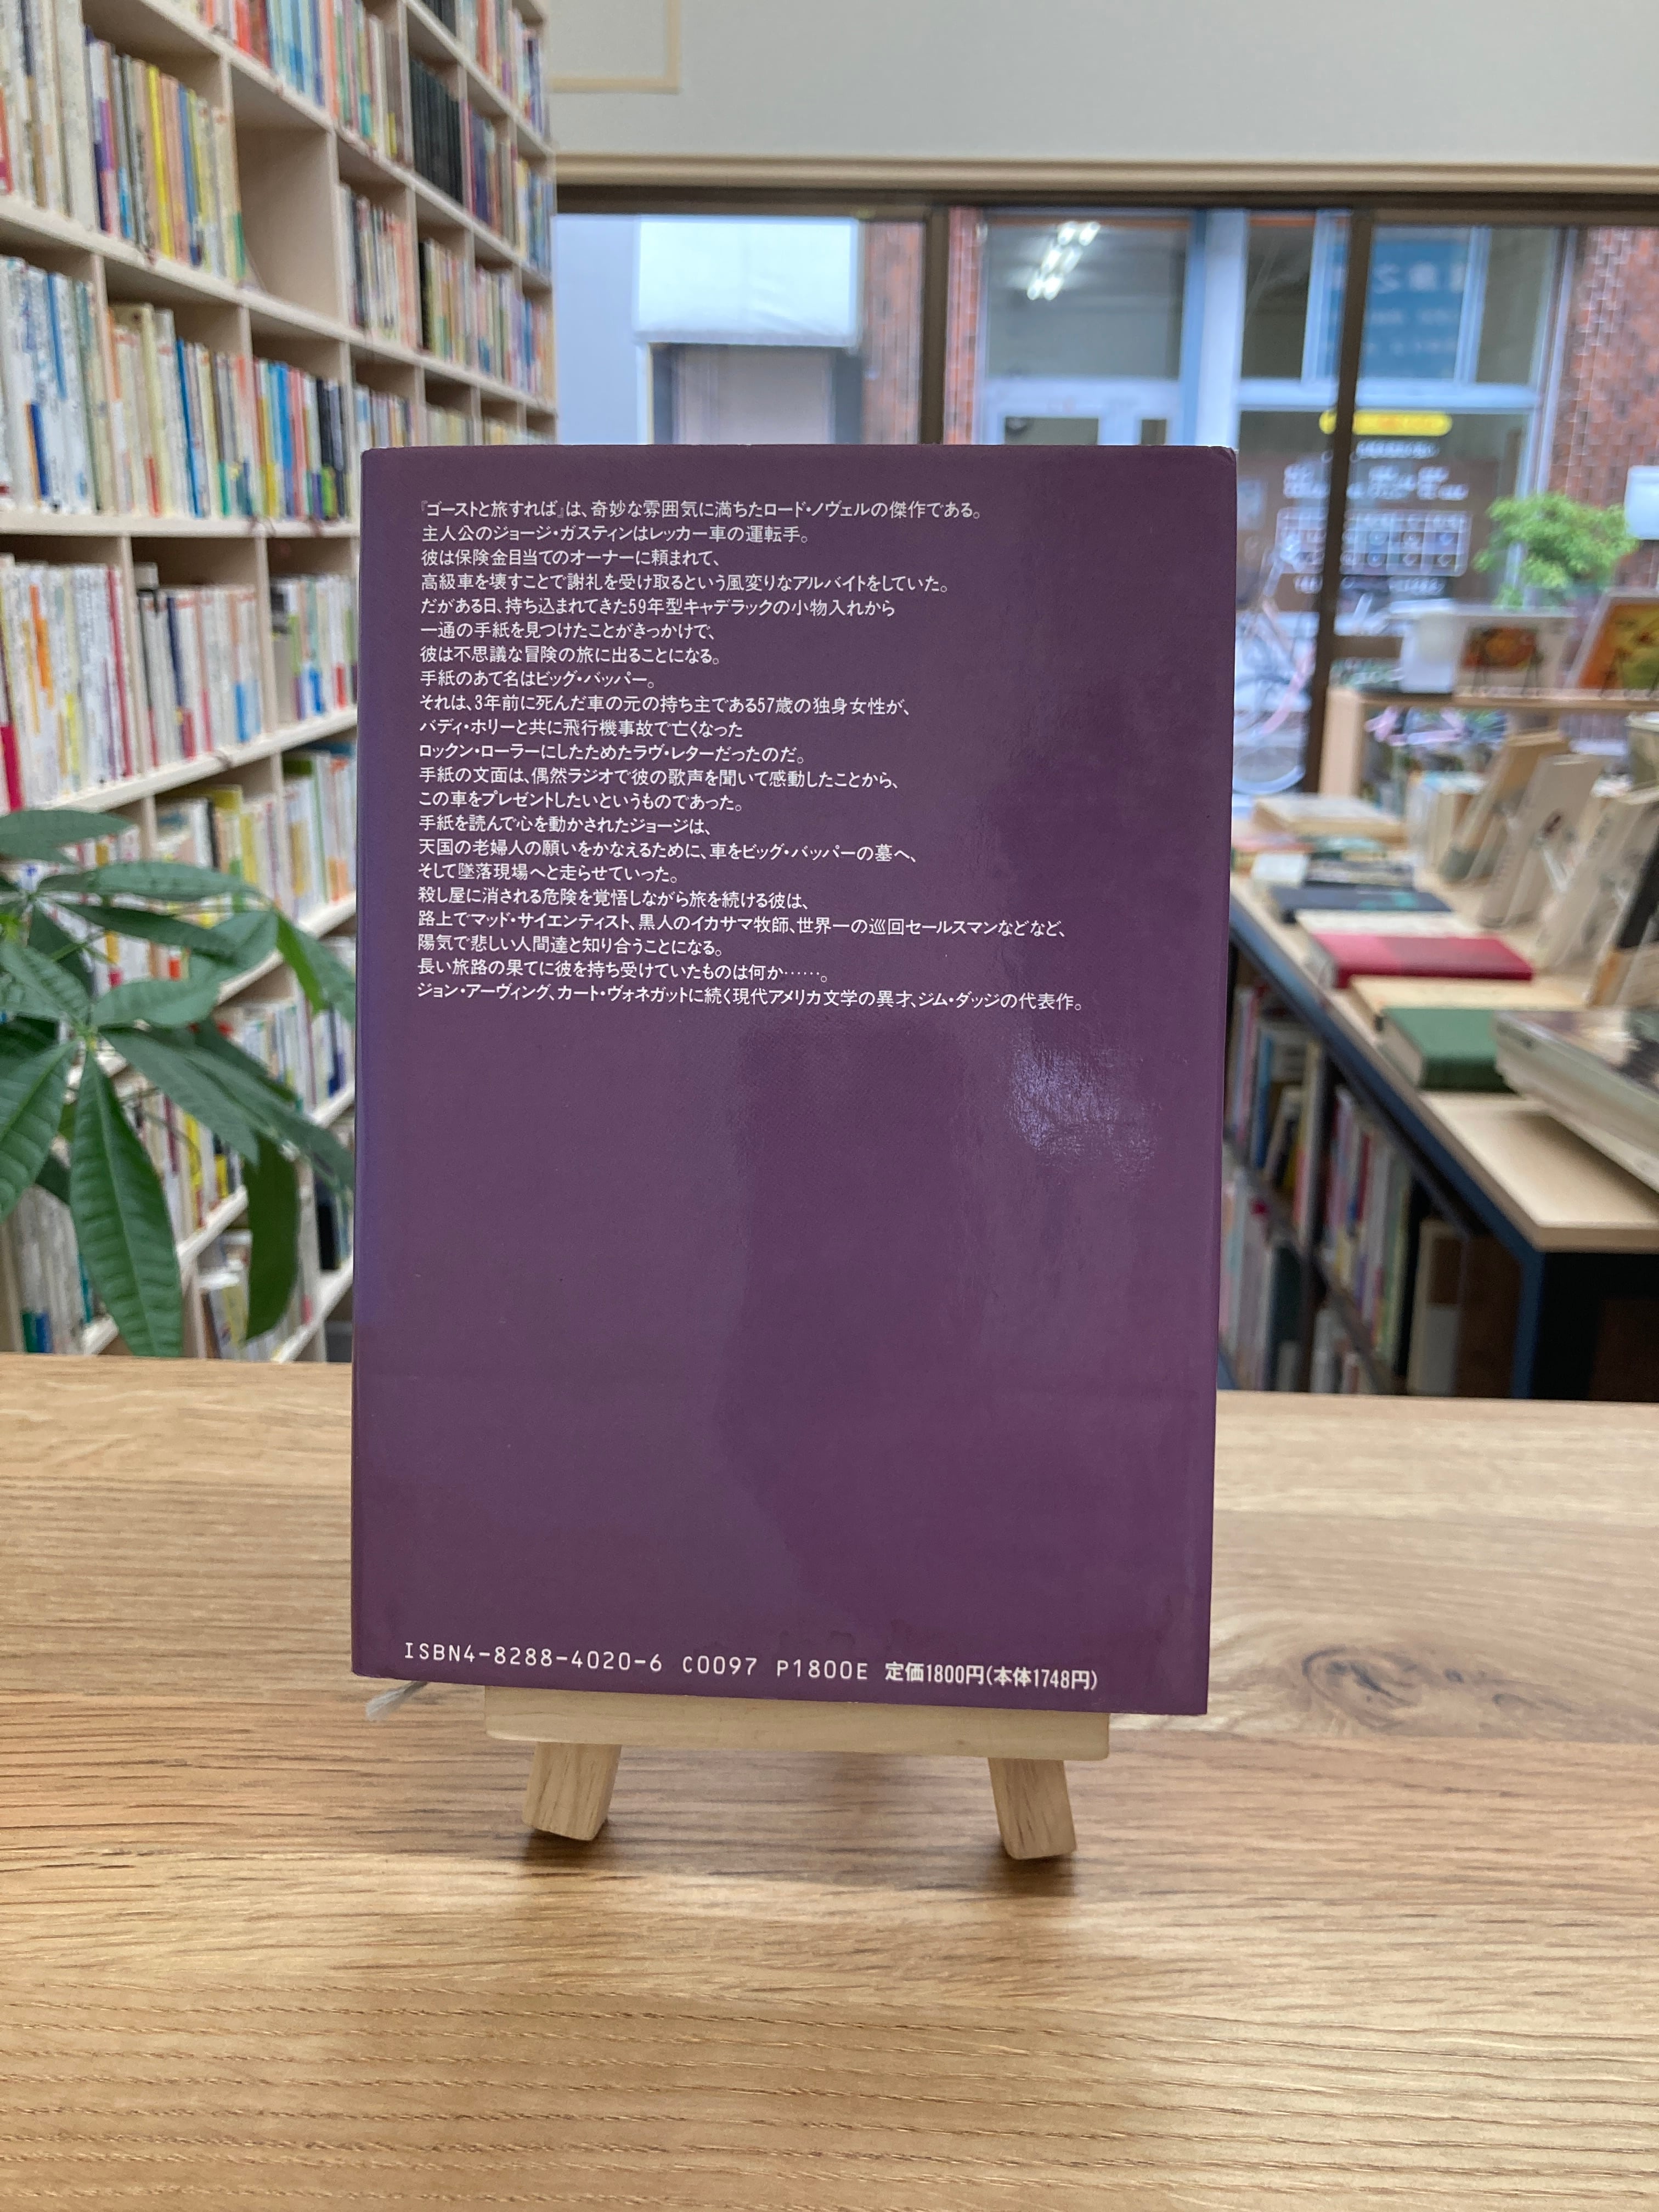 『ゴーストと旅すれば』は、奇妙な雰囲気に満ちたロード・ノヴェルの傑作である。
主人公のジョージ・ガスティンはレッカー車の運転手。
彼は保険金目当てのオーナーに頼まれて、
高級車を壊すことで謝礼を受け取るという風変りなアルバイトをしていた。
だがある日、持ち込まれてきた59年型キャデラックの小物入れから
一通の手紙を見つけたことがきっかけで、
彼は不思議な冒険の旅に出ることになる。
手紙のあて名はビッグ・バッパー。
それは、3年前に死んだ車の元の持ち主である57歳の独身女性が、
バディ・ホリーと共に飛行機事故で亡くなった
ロックン・ローラーにしたためたラヴ・レターだったのだ。
手紙の文面は、偶然ラジオで彼の歌声を聞いて感動したことから、
この車をプレゼントしたいというものであった。
手紙を読んで心を動かされたジョージは、
天国の老婦人の願いをかなえるために、車をビッグ・バッパーの墓へ、
そして墜落現場へと走らせていった。
殺し屋に消される危険を覚悟しながら旅を続ける彼は、
路上でマッド・サイエンティスト、黒人のイカサマ牧師、世界一の巡回セールスマンなどなど、
陽気で悲しい人間達と知り合うことになる。
長い旅路の果てに彼を持ち受けていたものは何か……。
ジョン・アーヴィング、カート・ヴォネガットに続く現代アメリカ文学の異才、ジム・ダッジの代表作。
ISBN4-8288-4020-6 C0097 P1800E 定価1800円(本体1748円)